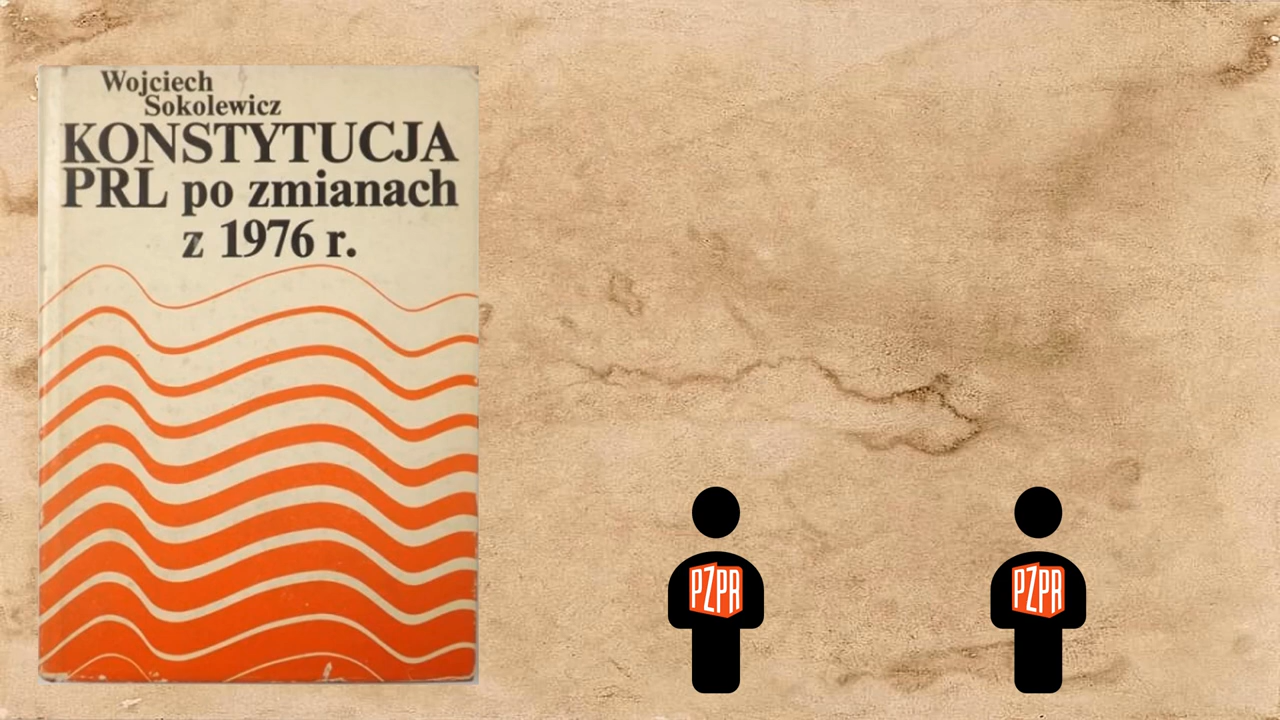 Wojciech
Sokolewicz
KONSTYTUCJA
PRL po zmianach
z 1976 r.
PZPR
PZPR